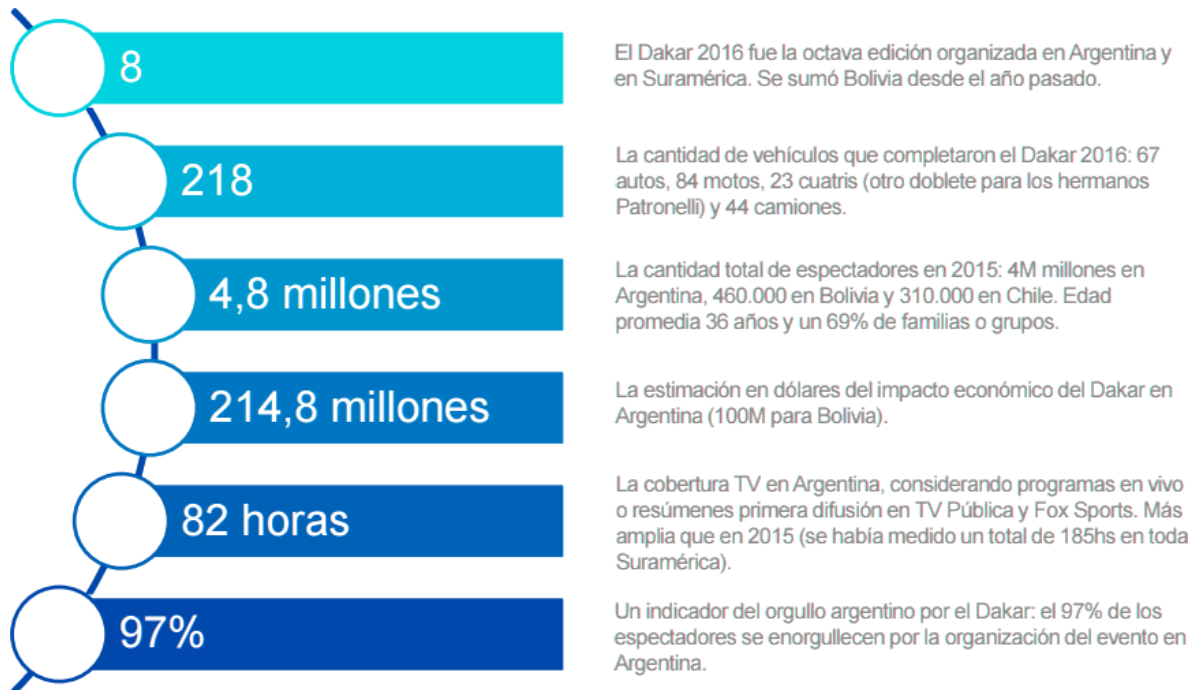 8
El Dakar 2016 fue la octava edición organizada en Argentina y
en Suramérica. Se sumó Bolivia desde el año pasado.
218
La cantidad de vehículos que completaron el Dakar 2016: 67
autos, 84 motos, 23 cuatris (otro doblete para los hermanos
Patronelli) y 44 camiones.
4,8 millones
La cantidad total de espectadores en 2015: 4M millones en
Argentina, 460.000 en Bolivia y 310.000 en Chile. Edad
promedia 36 años y un 69% de familias o grupos.
214,8 millones
La estimación en dólares del impacto económico del Dakar en
Argentina (100M para Bolivia).
82 horas
La cobertura TV en Argentina, considerando programas en vivo
o resúmenes primera difusión en TV Pública y Fox Sports. Más
amplia que en 2015 (se había medido un total de 185hs en toda
Suramérica).
97%
Un indicador del orgullo argentino por el Dakar: el 97% de los
espectadores se enorgullecen por la organización del evento en
Argentina.